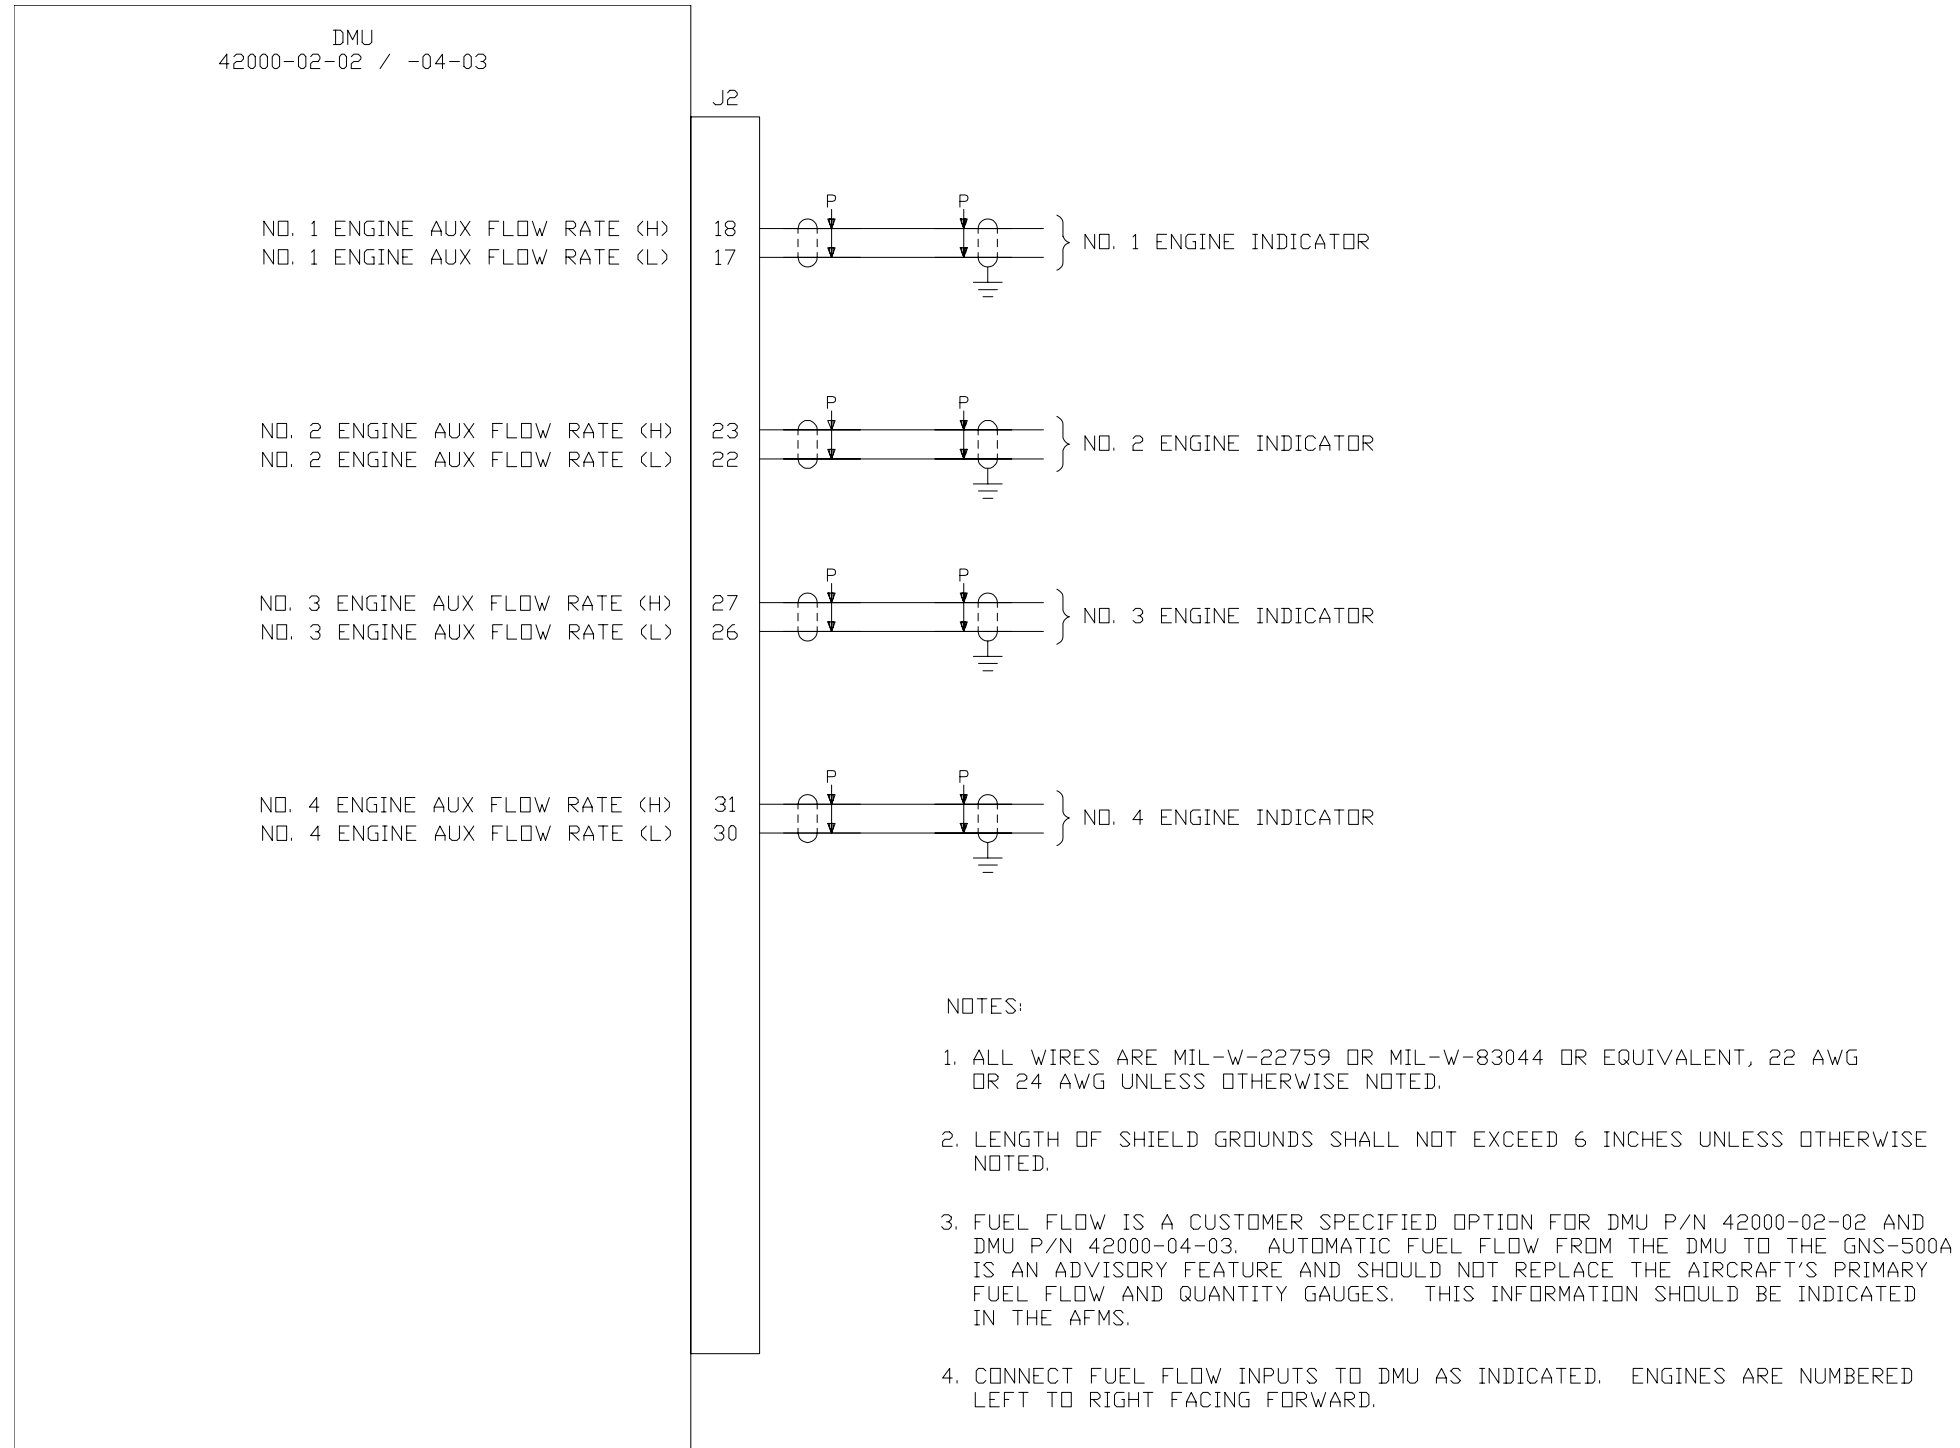 DMU
42000-02-02 / -04-03
J2
P P
NO. 1 ENGINE AUX FLOW RATE (H) 18
NO. 1 ENGINE AUX FLOW RATE (L) 17
NO. 1 ENGINE INDICATOR
P P
NO. 2 ENGINE AUX FLOW RATE (H) 23
NO. 2 ENGINE AUX FLOW RATE (L) 22
NO. 2 ENGINE INDICATOR
P P
NO. 3 ENGINE AUX FLOW RATE (H) 27
NO. 3 ENGINE AUX FLOW RATE (L) 26
NO. 3 ENGINE INDICATOR
P P
NO. 4 ENGINE AUX FLOW RATE (H) 31
NO. 4 ENGINE AUX FLOW RATE (L) 30
NO. 4 ENGINE INDICATOR
NOTES:
1. ALL WIRES ARE MIL-W-22759 OR MIL-W-83044 OR EQUIVALENT, 22 AWG
OR 24 AWG UNLESS OTHERWISE NOTED.
2. LENGTH OF SHIELD GROUNDS SHALL NOT EXCEED 6 INCHES UNLESS OTHERWISE
NOTED.
3. FUEL FLOW IS A CUSTOMER SPECIFIED OPTION FOR DMU P/N 42000-02-02 AND
DMU P/N 42000-04-03. AUTOMATIC FUEL FLOW FROM THE DMU TO THE GNS-500A
IS AN ADVISORY FEATURE AND SHOULD NOT REPLACE THE AIRCRAFT'S PRIMARY
FUEL FLOW AND QUANTITY GAUGES. THIS INFORMATION SHOULD BE INDICATED
IN THE AFMS.
4. CONNECT FUEL FLOW INPUTS TO DMU AS INDICATED. ENGINES ARE NUMBERED
LEFT TO RIGHT FACING FORWARD.